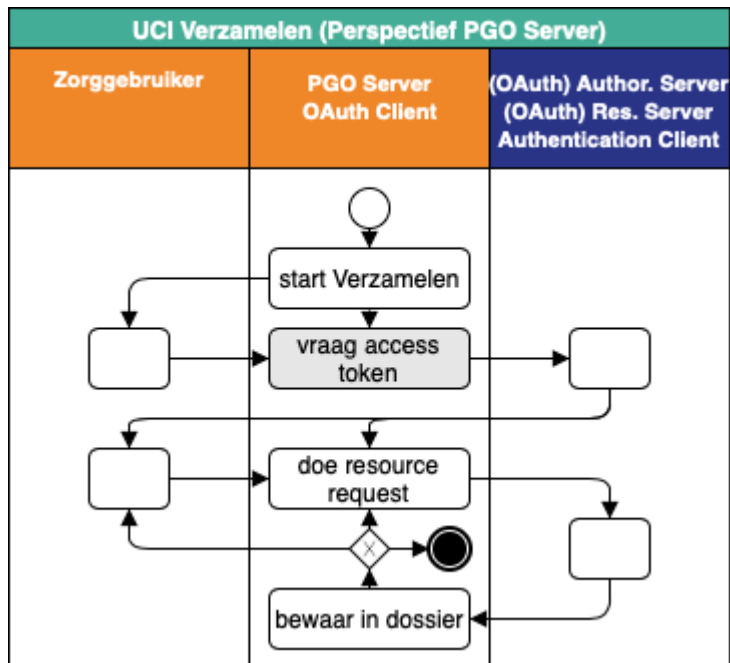 UCI Verzamelen (Perspectief PGO Server)
Zorggebruiker
PGO Server
OAuth Client
(OAuth) Author. Server
(OAuth) Res. Server
Authentication Client
start Verzamelen
vraag access
token
doe resource
request
X
bewaar in dossier